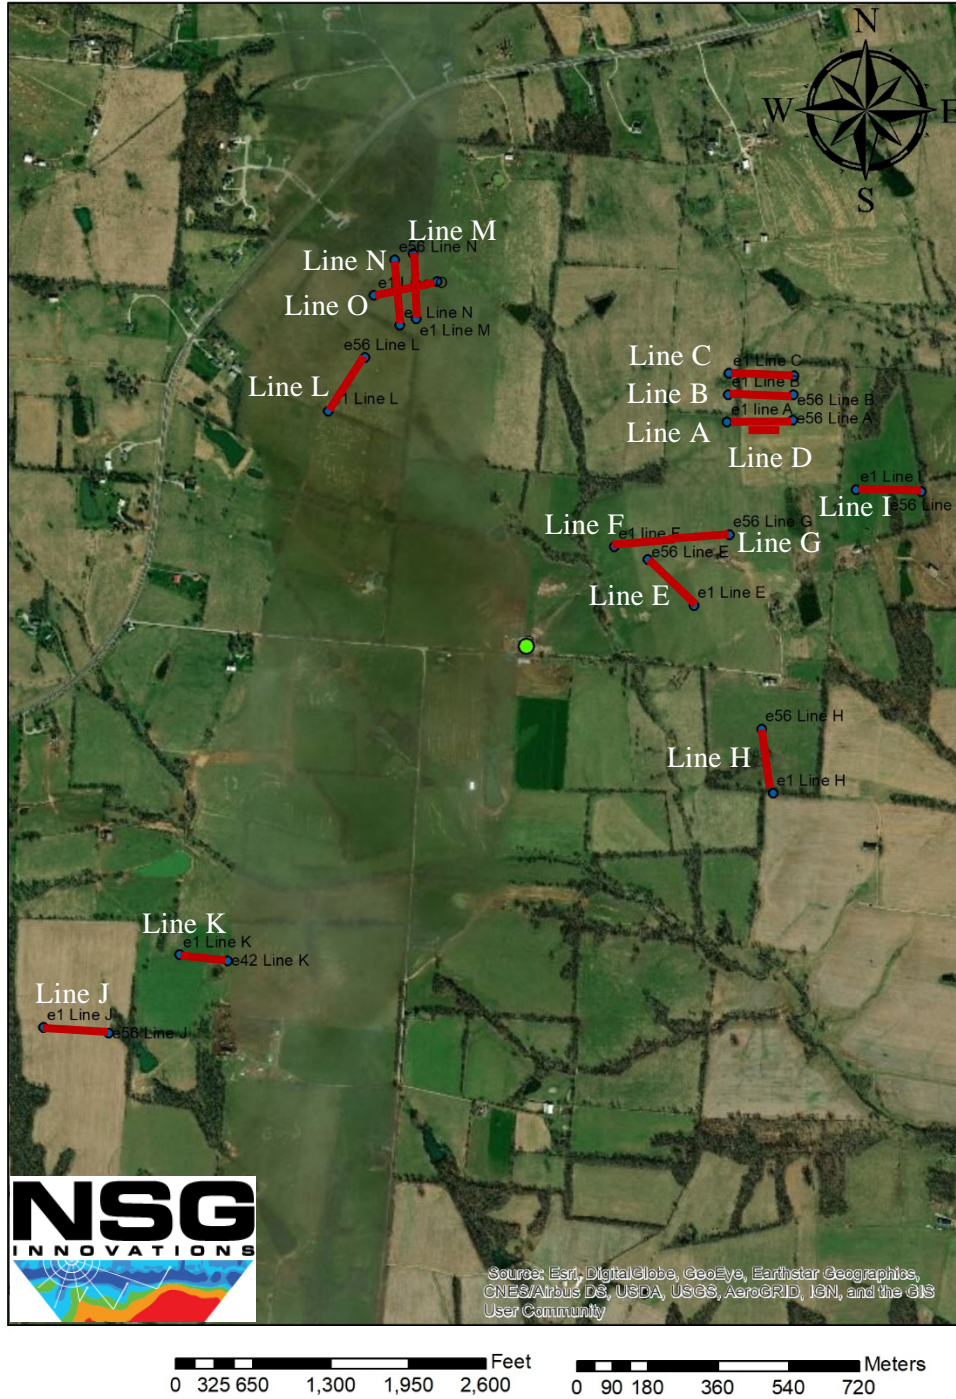 N
W E
S
Line M
e56 Line N
Line N
Line O
Line N
e1 Line M
e56 Line L
Line L
1 Line L
Line C
e1 Line C
e1 Line B
Line B
e56 Line B
e1 line A
e56 Line A
Line A
Line D
e1 Line I
Line I
e56 Line
Line F
e1 line F
e56 Line G
Line G
e56 Line E
Line E
e1 Line E
e56 Line H
Line H
e1 Line H
Line K
e1 Line K
e42 Line K
Line J
e1 Line J
e56 Line J
NSG
INNOVATIONS
Source: Esri, DigitalGlobe, GeoEye, Earthstar Geographics,
CNES/Airbus DS, USDA, USGS, AeroGRID, IGN, and the GIS
User Community
Feet
0 325 650 1,300 1,950 2,600
Meters
0 90 180 360 540 720